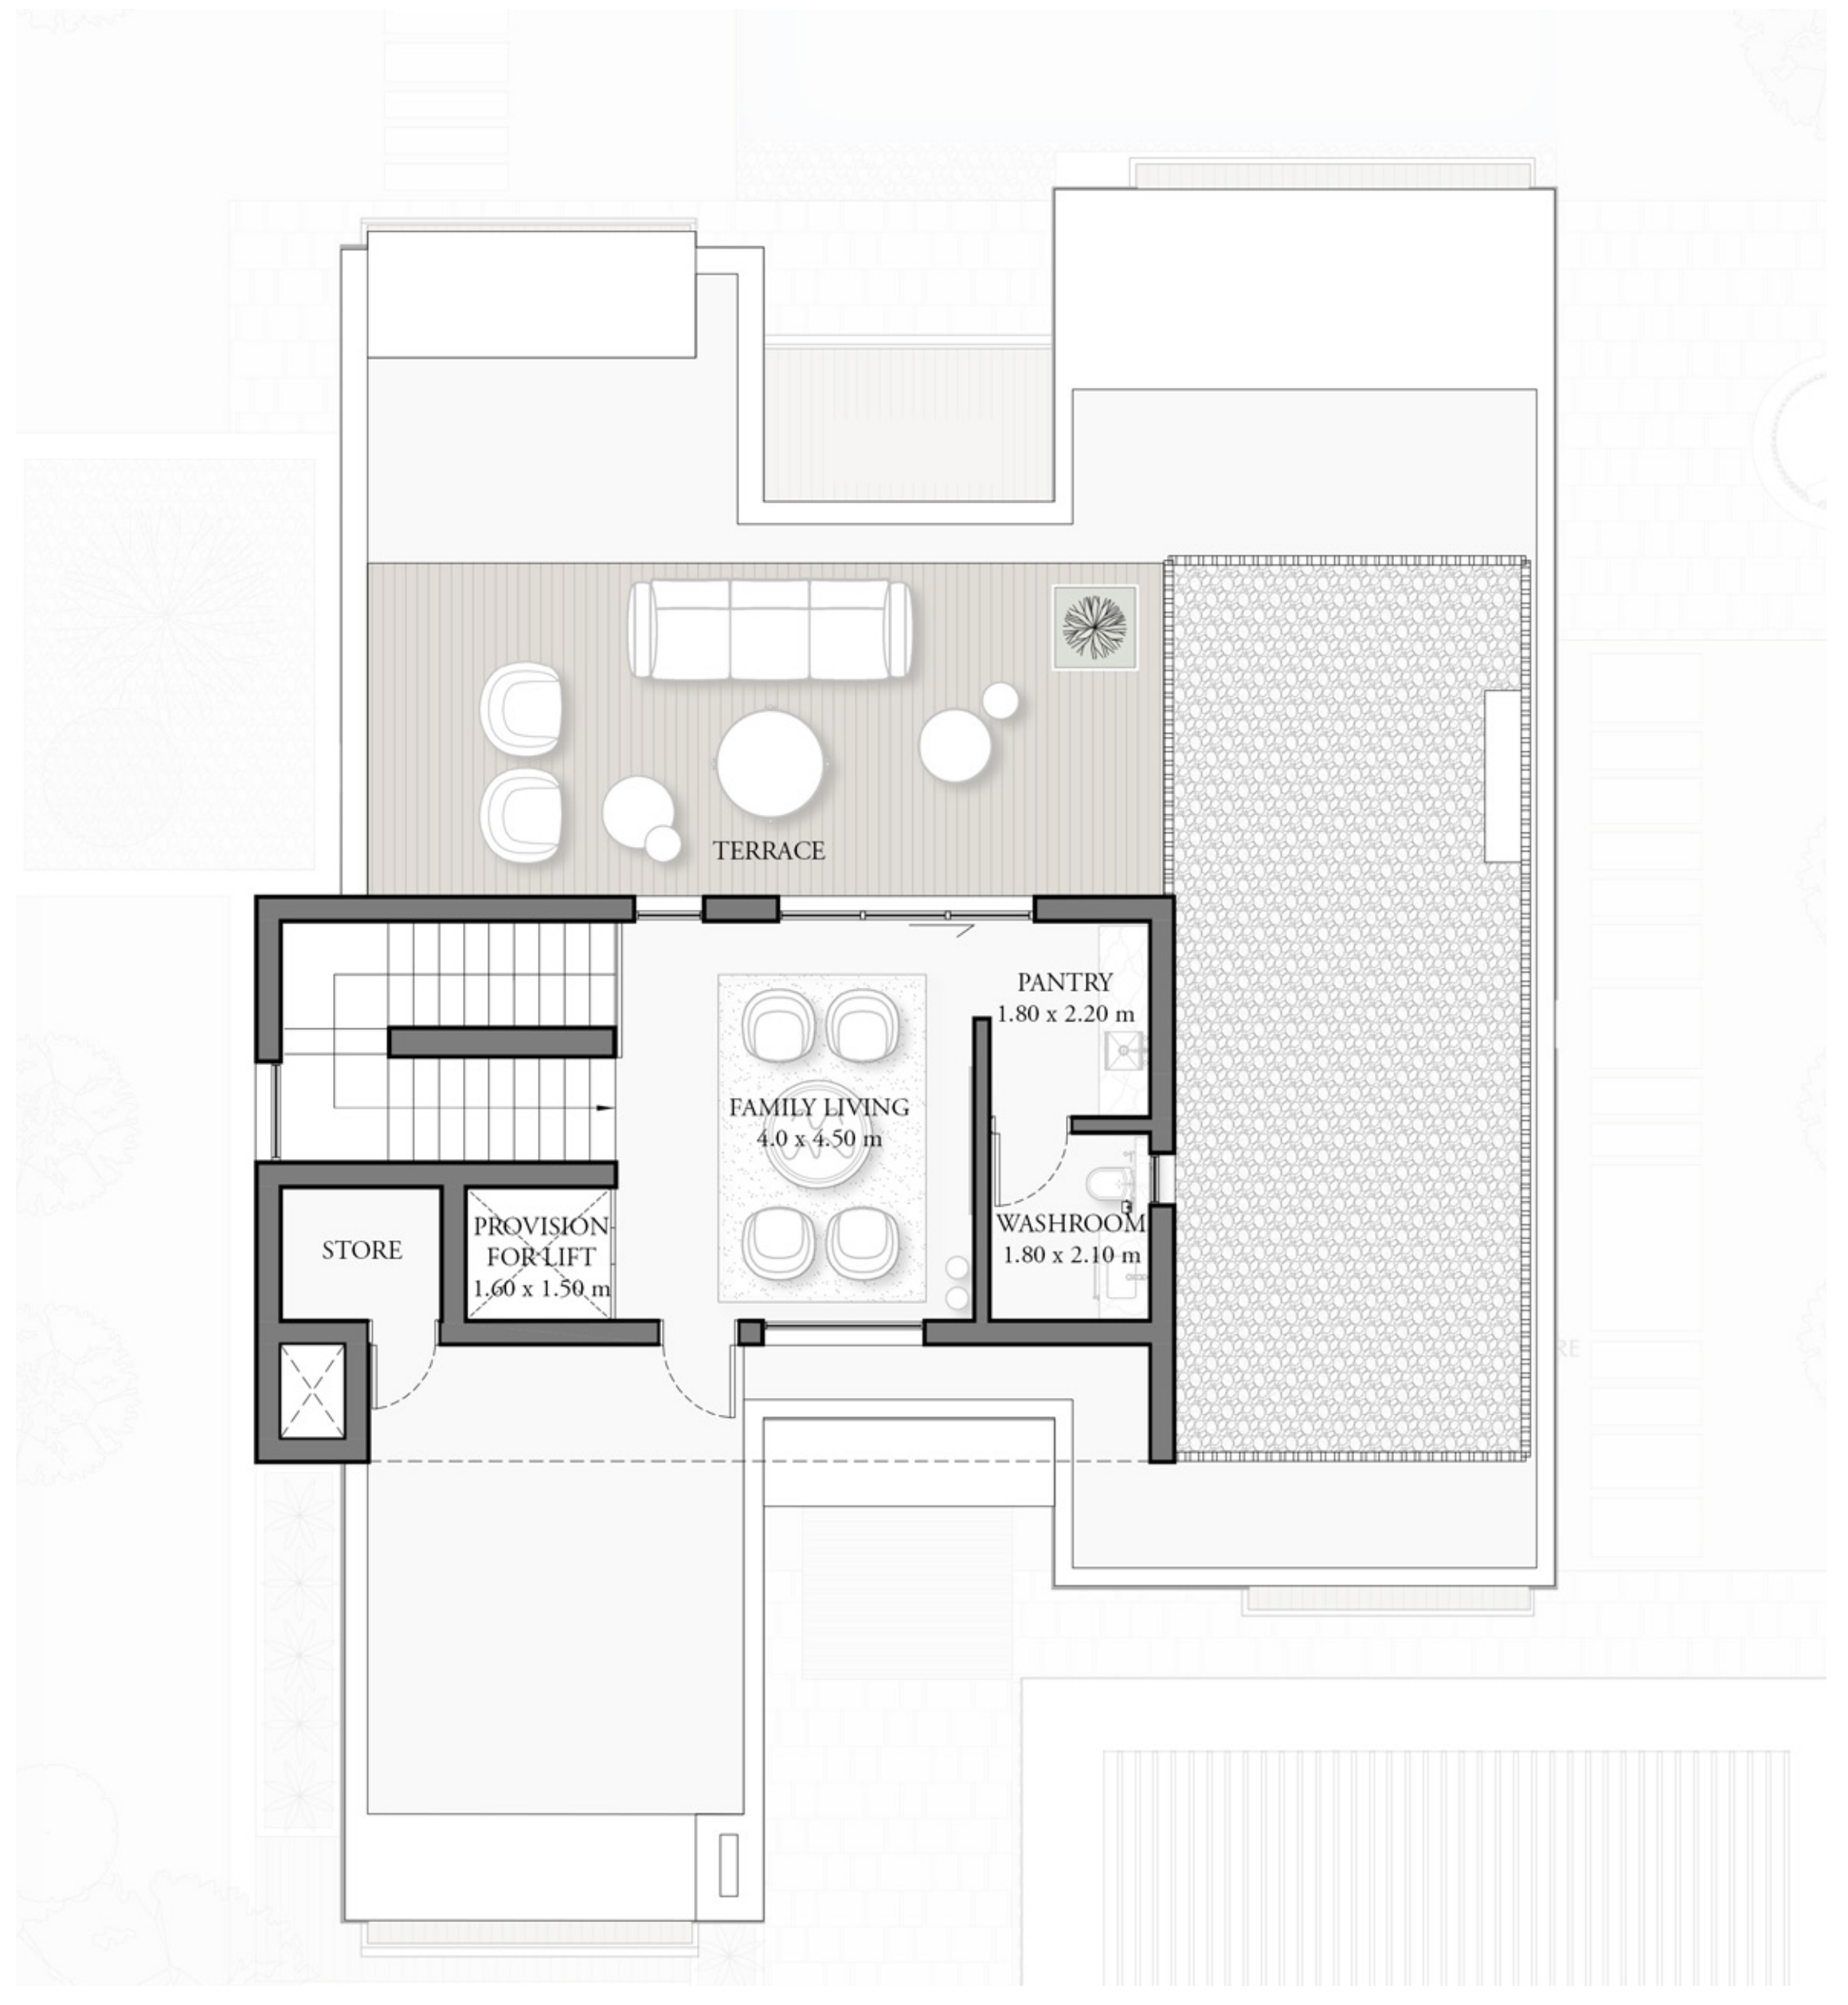 TERRACE
PANTRY
1.80 x 2.20 m
FAMILY LIVING
4.0 x 4.50 m
STORE
PROVISION
FOR LIFT
1.60 x 1.50 m
WASHROOM
1.80 x 2.10 m
RE